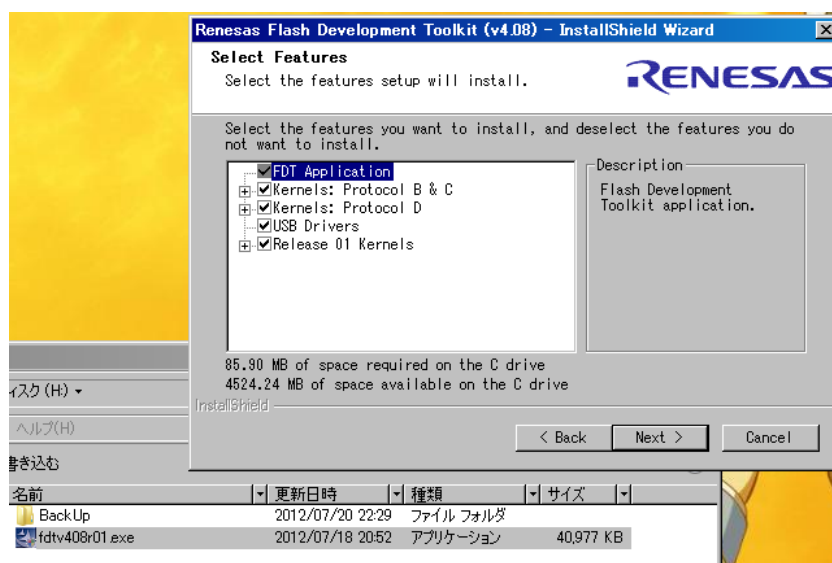 Renesas Flash Development Toolkit (v4.08) - InstallShield Wizard
Select Features
Select the features setup will install.
RENESAS
Select the features you want to install, and deselect the features you do
not want to install.
FDT Application
Kernels: Protocol B & C
Kernels: Protocol D
USB Drivers
Release 01 Kernels
Description
Flash Development
Toolkit application.
85.90 MB of space required on the C drive
4524.24 MB of space available on the C drive
InstallShield
< Back
Next >
Cancel
ィスク (H:)
ヘルプ(H)
書き込む
名前
更新日時
種類
サイズ
BackUp
2012/07/20 22:29
ファイル フォルダ
fdtv408r01.exe
2012/07/18 20:52
アプリケーション
40,977 KB